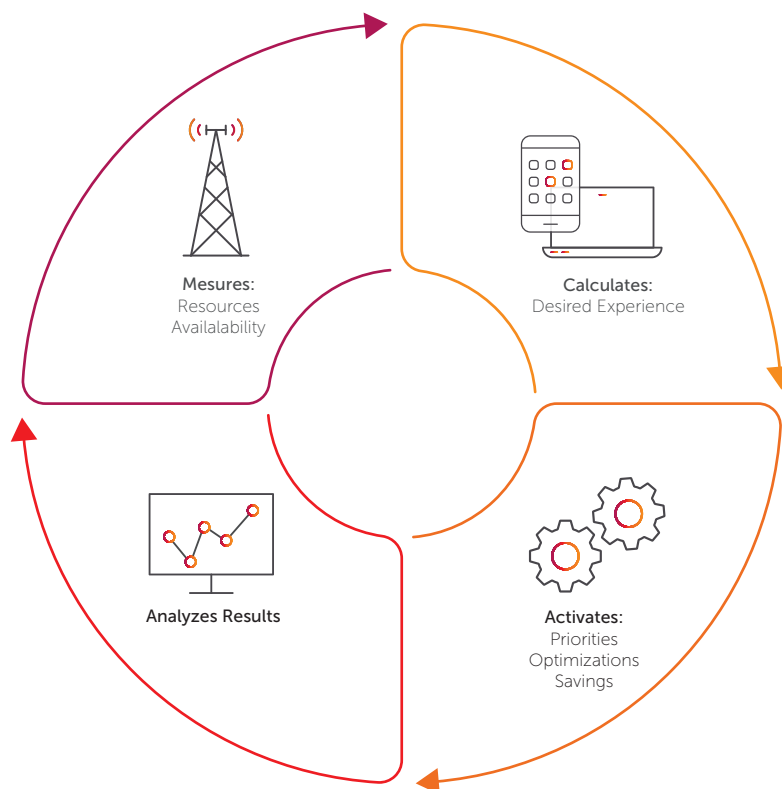 Mesures:
Resources
Availalability
Calculates:
Desired Experience
Activates:
Priorities
Optimizations
Savings
Analyzes Results